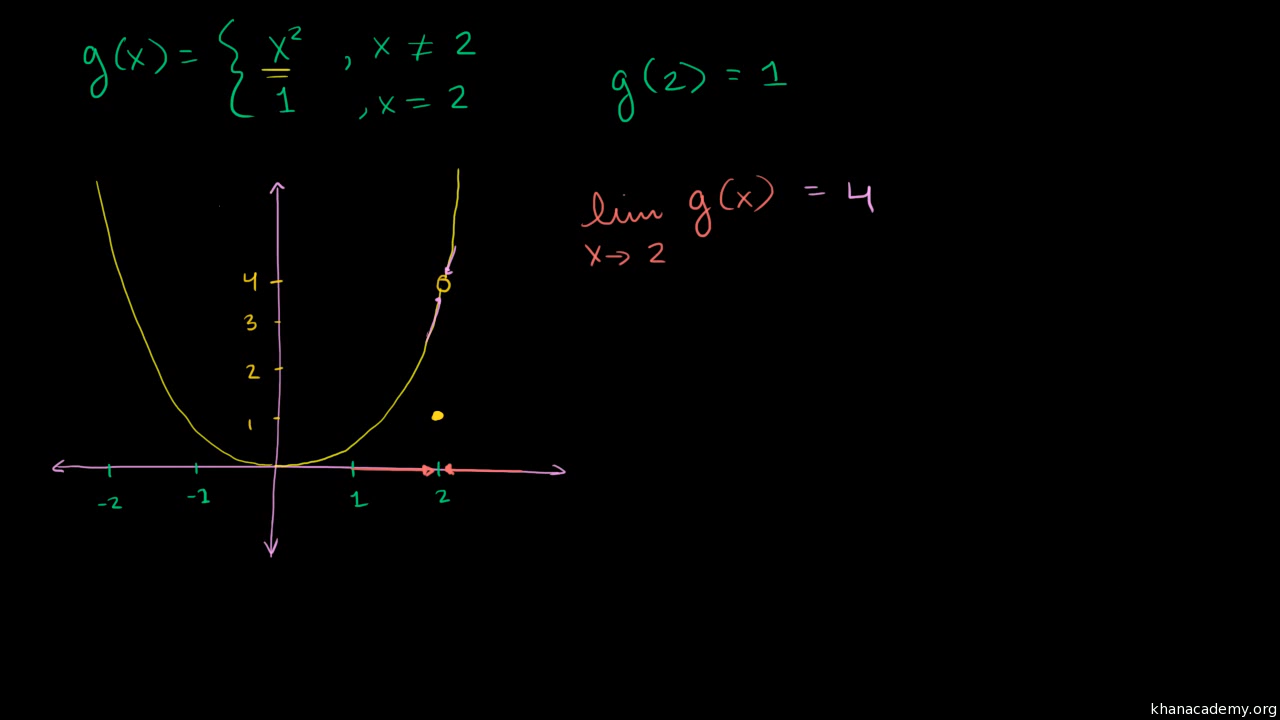 g(x) = { x² , x ≠ 2
1 , x = 2
g(2) = 1
lim g(x) = 4
x → 2
4
3
2
1
-2 -1 1 2
khanacademy.org